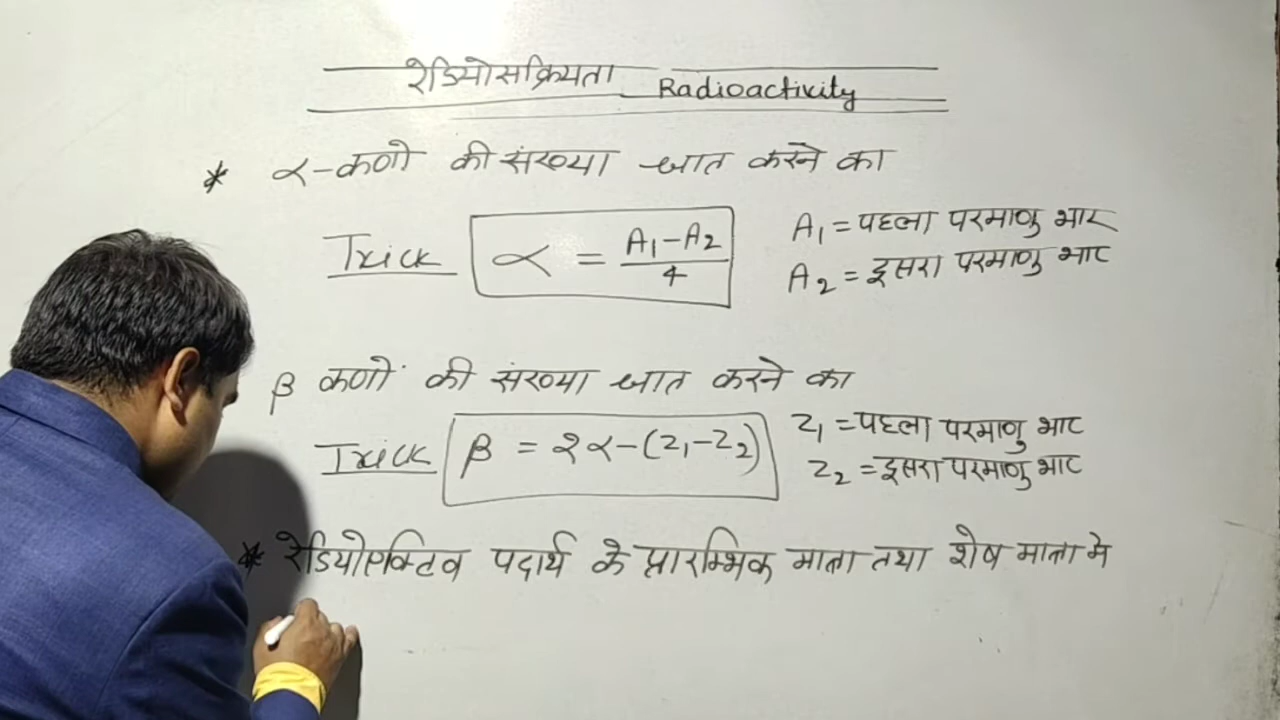 रेडियोसक्रियता Radioactivity
* α-कणो की संख्या ज्ञात करने का
Trick α = A₁-A₂/4
A₁ = पहला परमाणु भार
A₂ = दूसरा परमाणु भार
β कणों की संख्या ज्ञात करने का
Trick β = 2α-(Z₁-Z₂)
Z₁ = पहला परमाणु भार
Z₂ = दूसरा परमाणु भार
* रेडियोएक्टिव पदार्थ के प्रारम्भिक मात्रा तथा शेष मात्रा मे